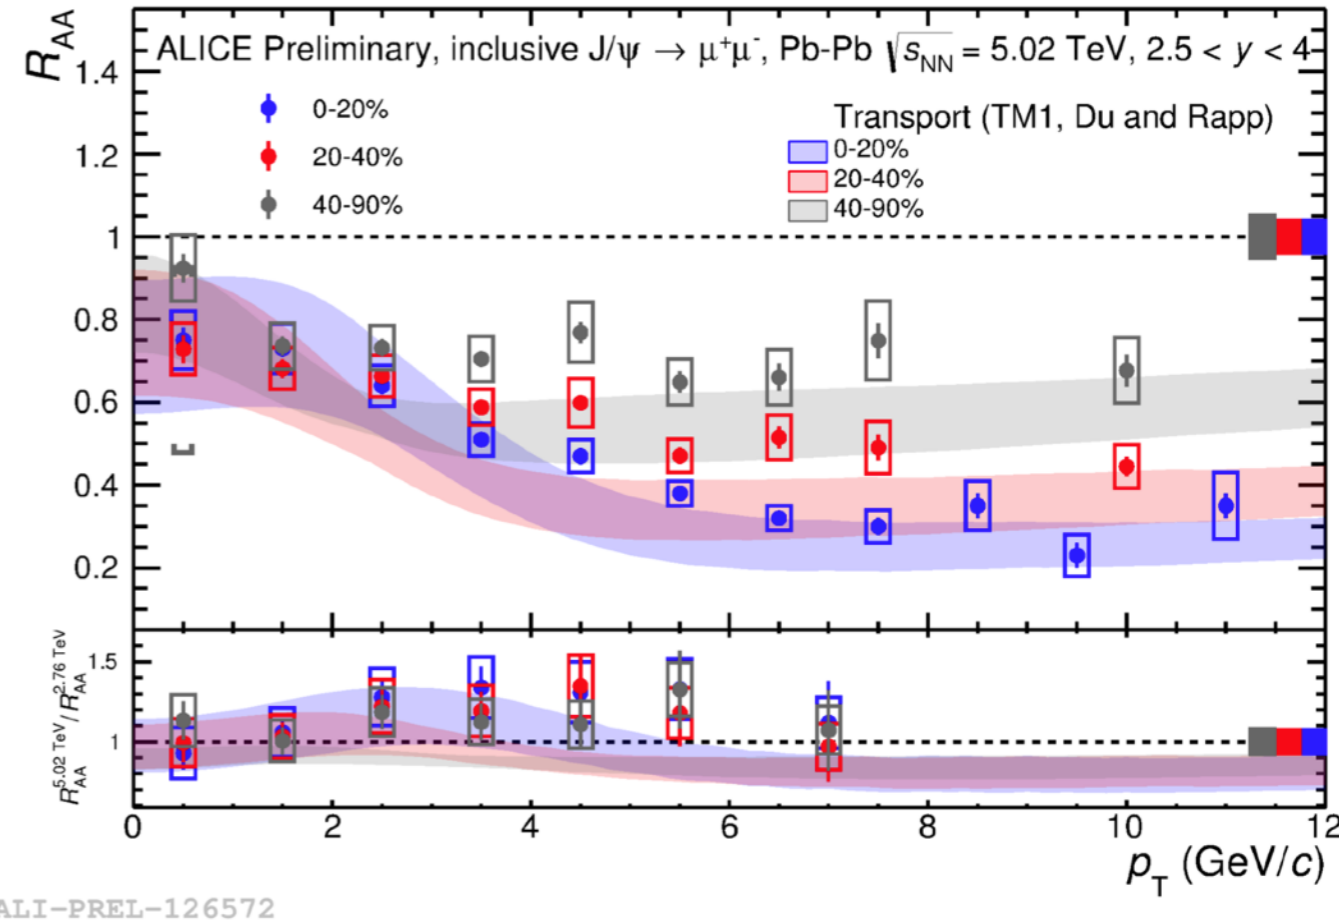 R_AA
ALICE Preliminary, inclusive J/ψ → μ⁺μ⁻, Pb-Pb √s_NN = 5.02 TeV, 2.5 < y < 4
0-20%
20-40%
40-90%
Transport (TM1, Du and Rapp)
0-20%
20-40%
40-90%
1.4
1.2
1
0.8
0.6
0.4
0.2
R_AA^5.02 TeV/R_AA^2.76 TeV
1.5
1
0 2 4 6 8 10 12
p_T (GeV/c)
ALI-PREL-126572